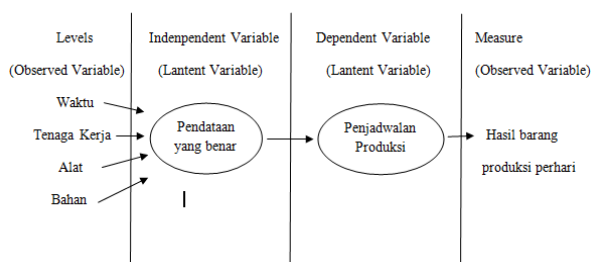 Levels
(Observed Variable)
Indenpendent Variable
(Lantent Variable)
Dependent Variable
(Lantent Variable)
Measure
(Observed Variable)
Waktu
Tenaga Kerja
Alat
Bahan
Pendataan
yang benar
Penjadwalan
Produksi
Hasil barang
produksi perhari